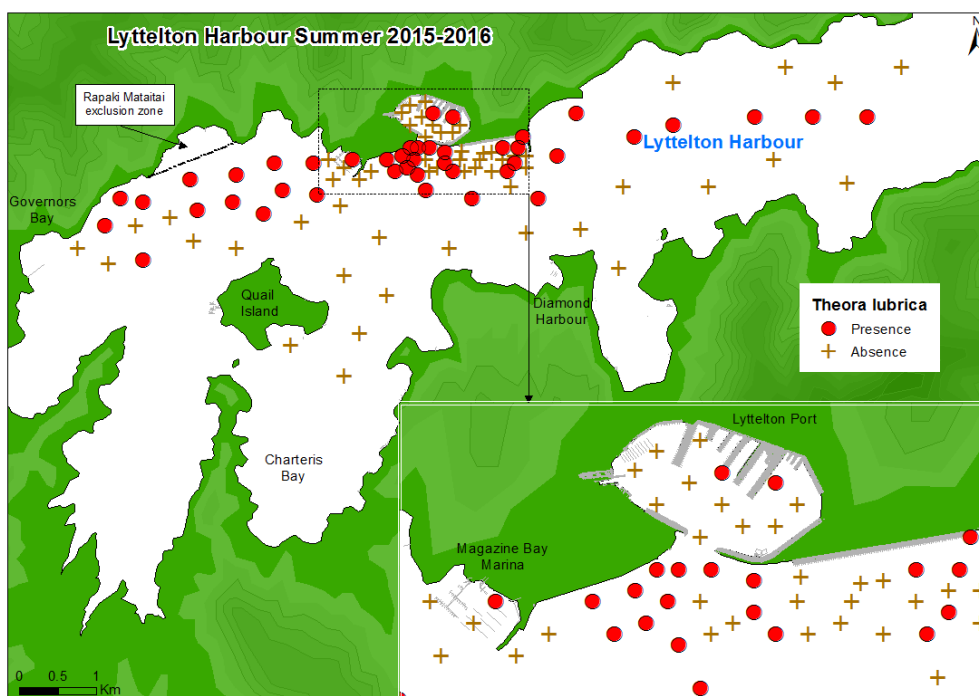 Lyttelton Harbour Summer 2015-2016
N
Rapaki Mataitai
exclusion zone
Lyttelton Harbour
Governors
Bay
Quail
Island
Diamond
Harbour
Theora lubrica
Presence
Absence
Charteris
Bay
Lyttelton Port
Magazine Bay
Marina
0 0.5 1
Km